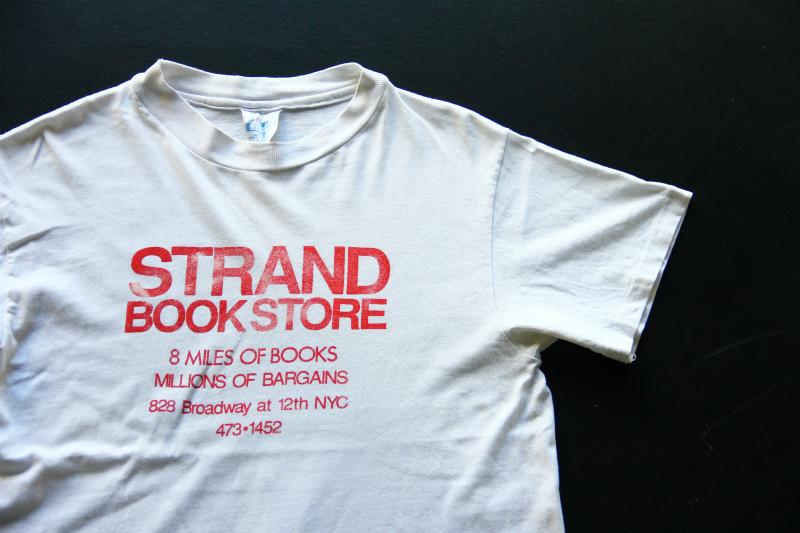 STRAND
BOOK STORE
8 MILES OF BOOKS
MILLIONS OF BARGAINS
828 Broadway at 12th NYC
473•1452